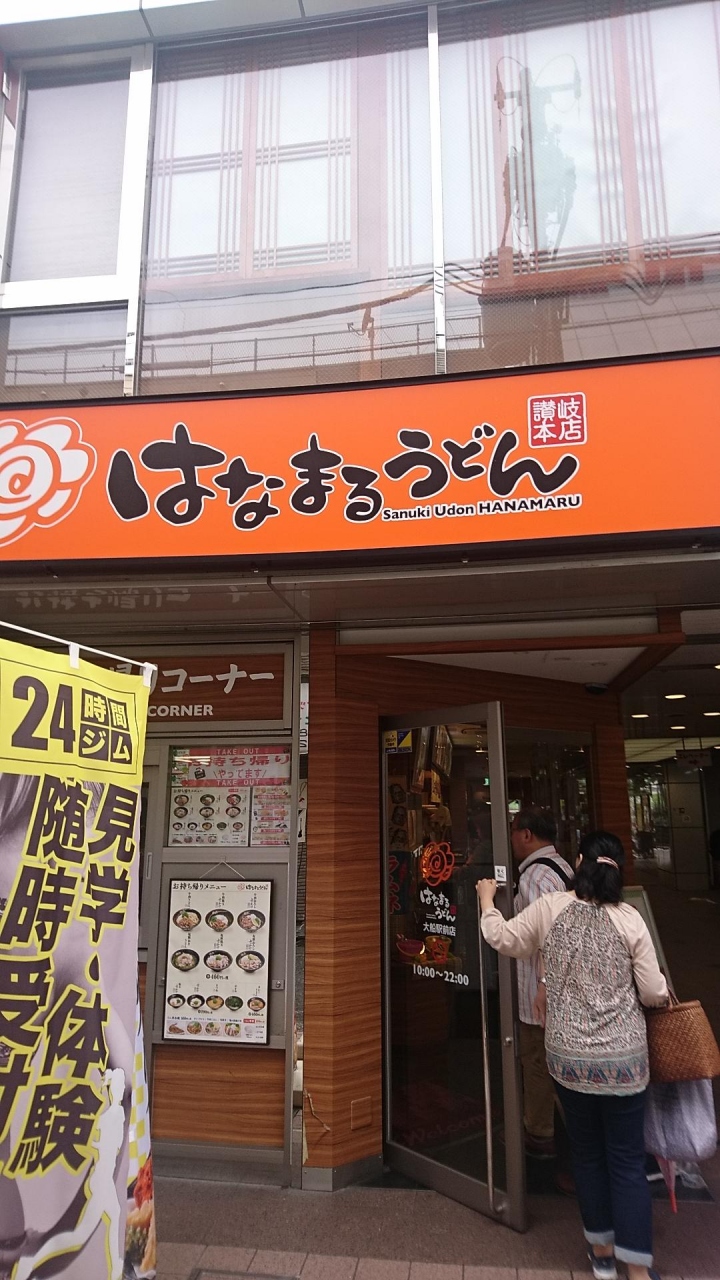 はなまるうどん
讃岐
本店
Sanuki Udon HANAMARU
コーナー
CORNER
TAKE OUT
お持ち帰り
やってます
TAKE OUT
お持ち帰りメニュー
はなまる
うどん
大船駅前店
10:00～22:00
24時間
ジム
見学・体験
随時受付